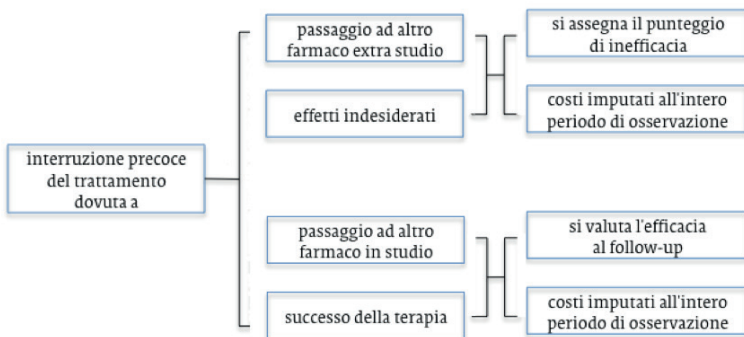 interruzione precoce
del trattamento
dovuta a
passaggio ad altro
farmaco extra studio
effetti indesiderati
si assegna il punteggio
di inefficacia
costi imputati all'intero
periodo di osservazione
passaggio ad altro
farmaco in studio
successo della terapia
si valuta l'efficacia
al follow-up
costi imputati all'intero
periodo di osservazione